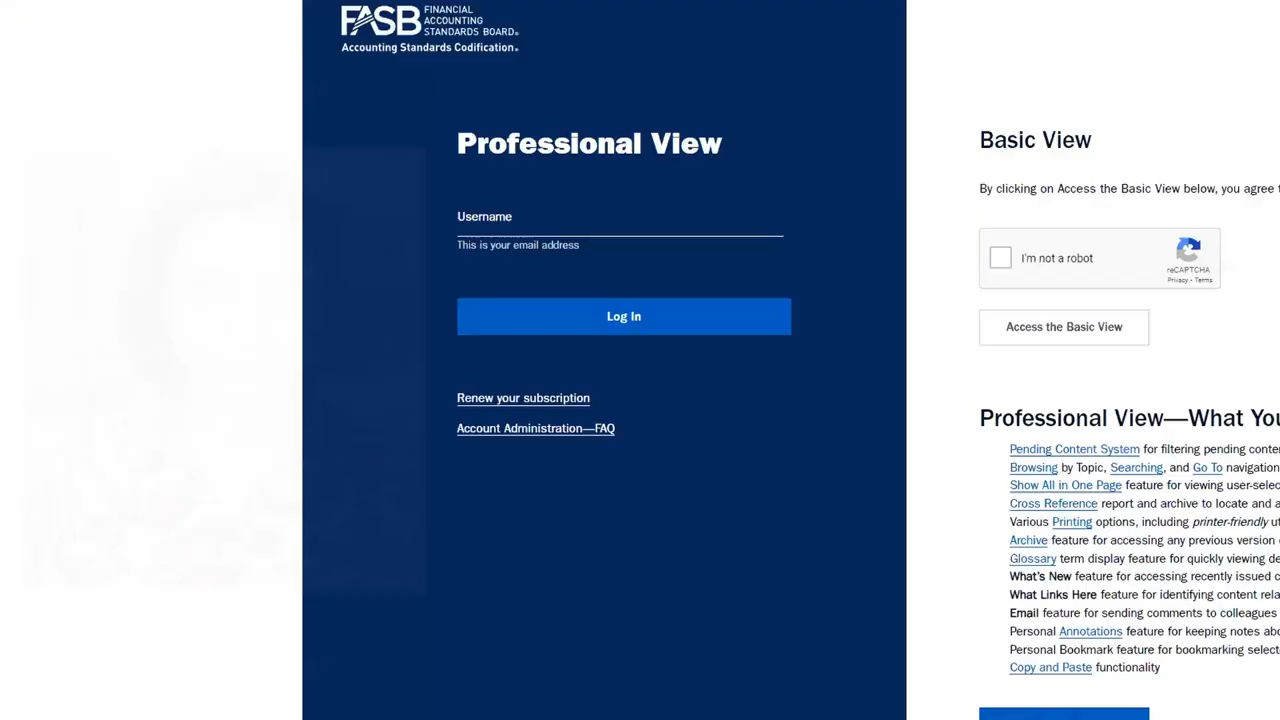 FASB FINANCIAL
ACCOUNTING
STANDARDS BOARD®
Accounting Standards Codification®
Professional View
Username
This is your email address
Log In
Renew your subscription
Account Administration—FAQ
Basic View
By clicking on Access the Basic View below, you agree
I'm not a robot
reCAPTCHA
Privacy - Terms
Access the Basic View
Professional View—What You
Pending Content System for filtering pending
Browsing by Topic, Searching, and Go To navigation
Show All in One Page feature for viewing
Cross Reference report and archive to locate and
Various Printing options, including printer-friendly
Archive feature for accessing any previous version
Glossary term display feature for quickly viewing
What's New feature for accessing recently issued
What Links Here feature for identifying content
Email feature for sending comments to colleagues
Personal Annotations feature for keeping notes
Personal Bookmark feature for bookmarking
Copy and Paste functionality